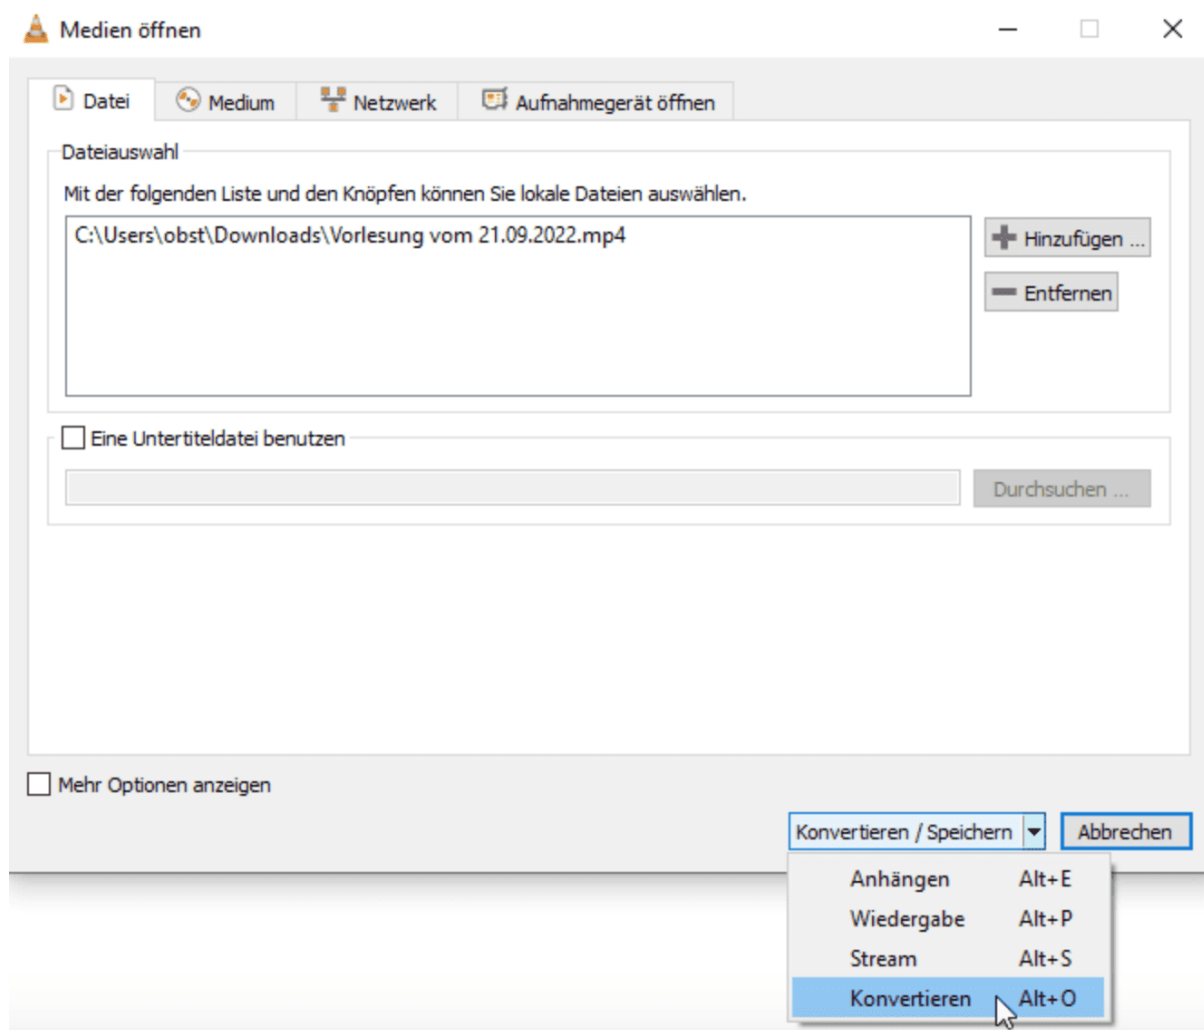 Medien öffnen
Datei Medium Netzwerk Aufnahmegerät öffnen
Dateiauswahl
Mit der folgenden Liste und den Knöpfen können Sie lokale Dateien auswählen.
C:\Users\obst\Downloads\Vorlesung vom 21.09.2022.mp4
Hinzufügen ...
Entfernen
Eine Untertiteldatei benutzen
Durchsuchen ...
Mehr Optionen anzeigen
Konvertieren / Speichern Abbrechen
Anhängen Alt+E
Wiedergabe Alt+P
Stream Alt+S
Konvertieren Alt+O